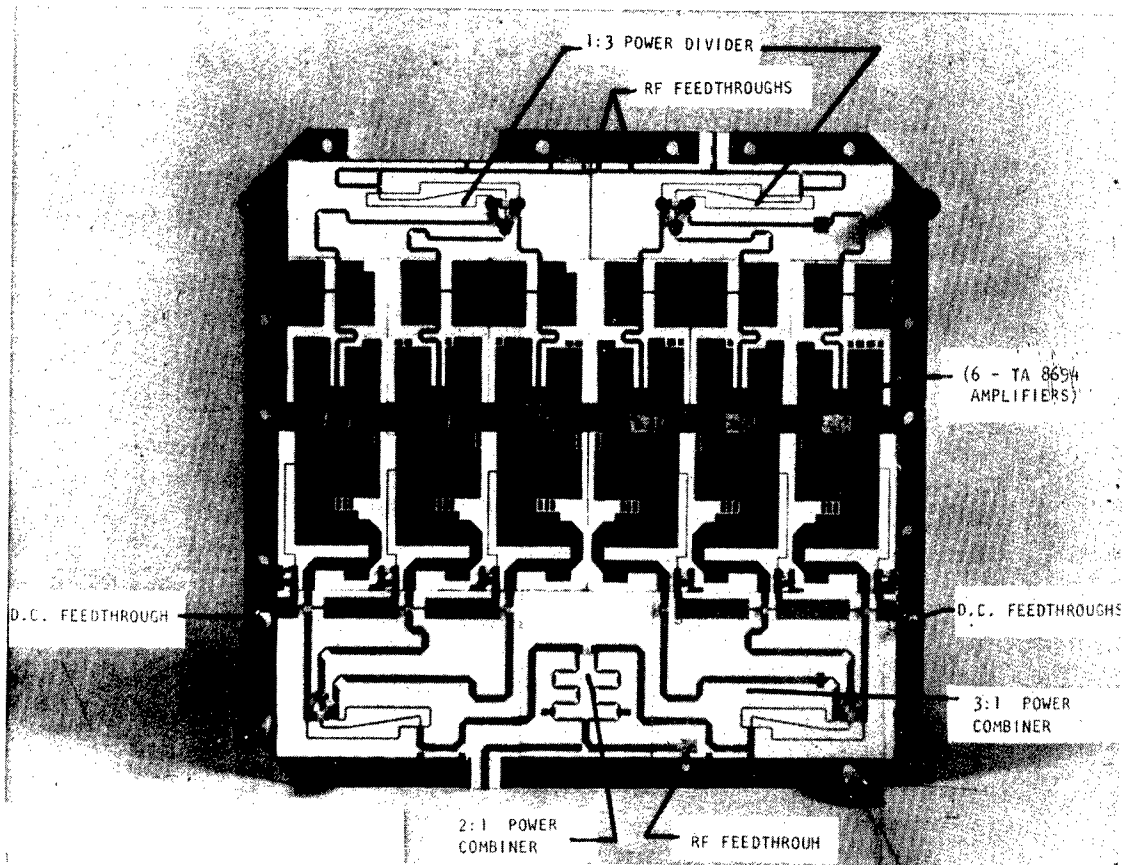 1:3 POWER DIVIDER
RF FEEDTHROUGHS
(6 - TA 8694
AMPLIFIERS)
D.C. FEEDTHROUGH
D.C. FEEDTHROUGHS
3:1 POWER
COMBINER
2:1 POWER
COMBINER
RF FEEDTHROUH